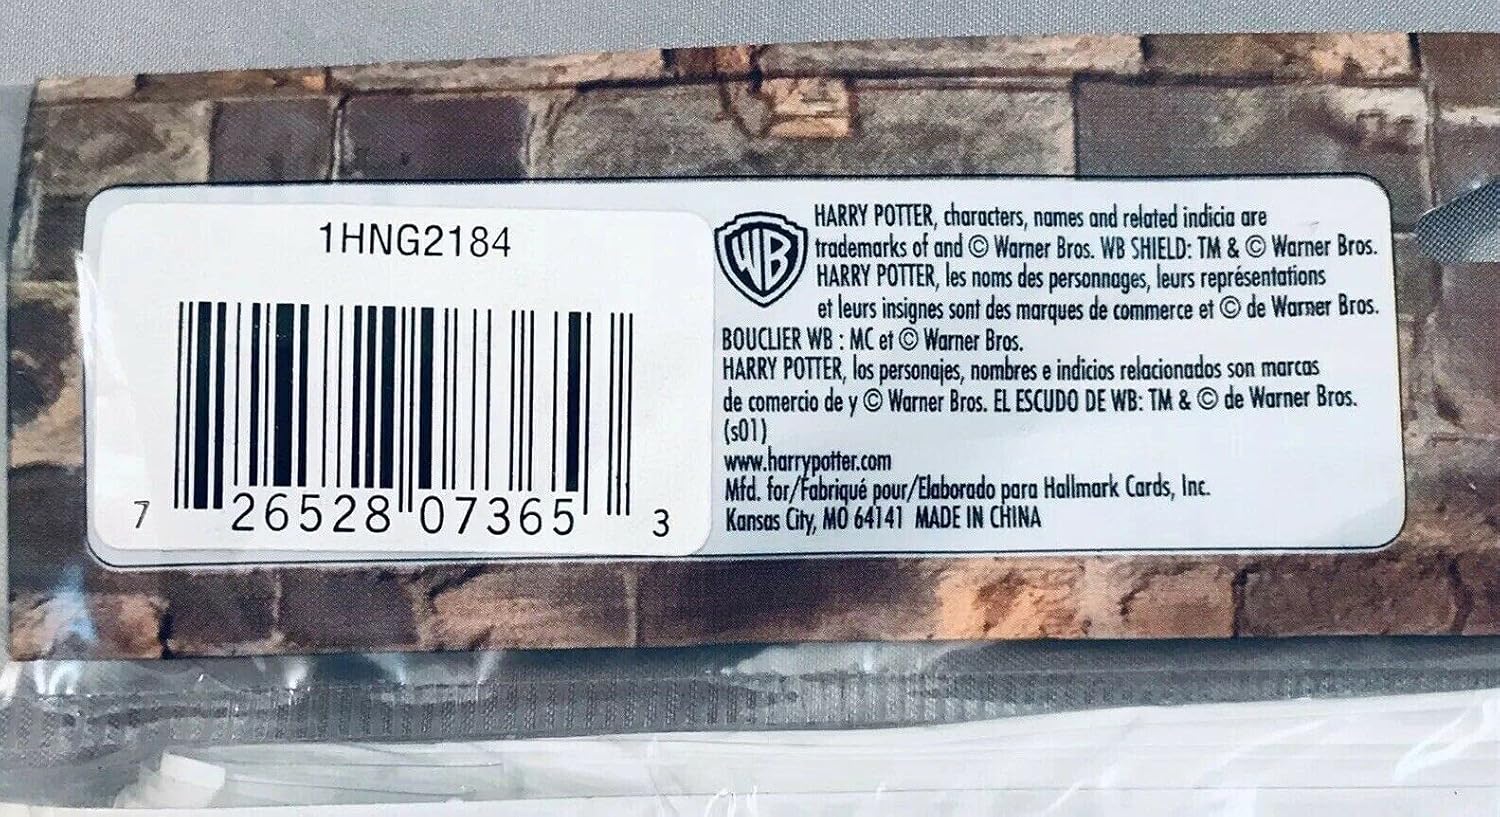 1HNG2184
7 26528 07365 3
WB
HARRY POTTER, characters, names and related indicia are
trademarks of and © Warner Bros. WB SHIELD: TM & © Warner Bros.
HARRY POTTER, les noms des personnages, leurs représentations
et leurs insignes sont des marques de commerce et © de Warner Bros.
BOUCLIER WB : MC et © Warner Bros.
HARRY POTTER, los personajes, nombres e indicios relacionados son marcas
de comercio de y © Warner Bros. EL ESCUDO DE WB: TM & © de Warner Bros.
(s01)
www.harrypotter.com
Mfd. for/Fabriqué pour/Elaborado para Hallmark Cards, Inc.
Kansas City, MO 64141 MADE IN CHINA